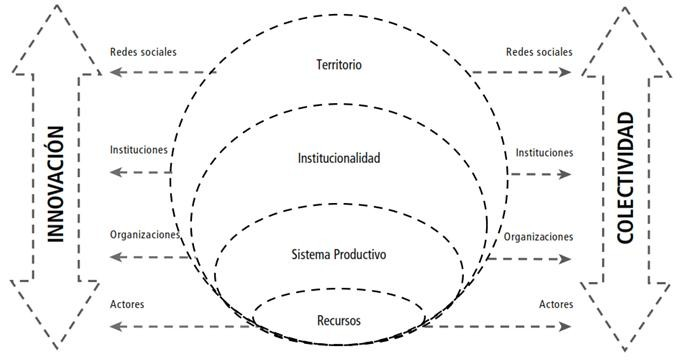 INNOVACIÓN
Redes sociales
Territorio
Redes sociales
COLECTIVIDAD
Instituciones
Institucionalidad
Instituciones
Organizaciones
Sistema Productivo
Organizaciones
Actores
Recursos
Actores